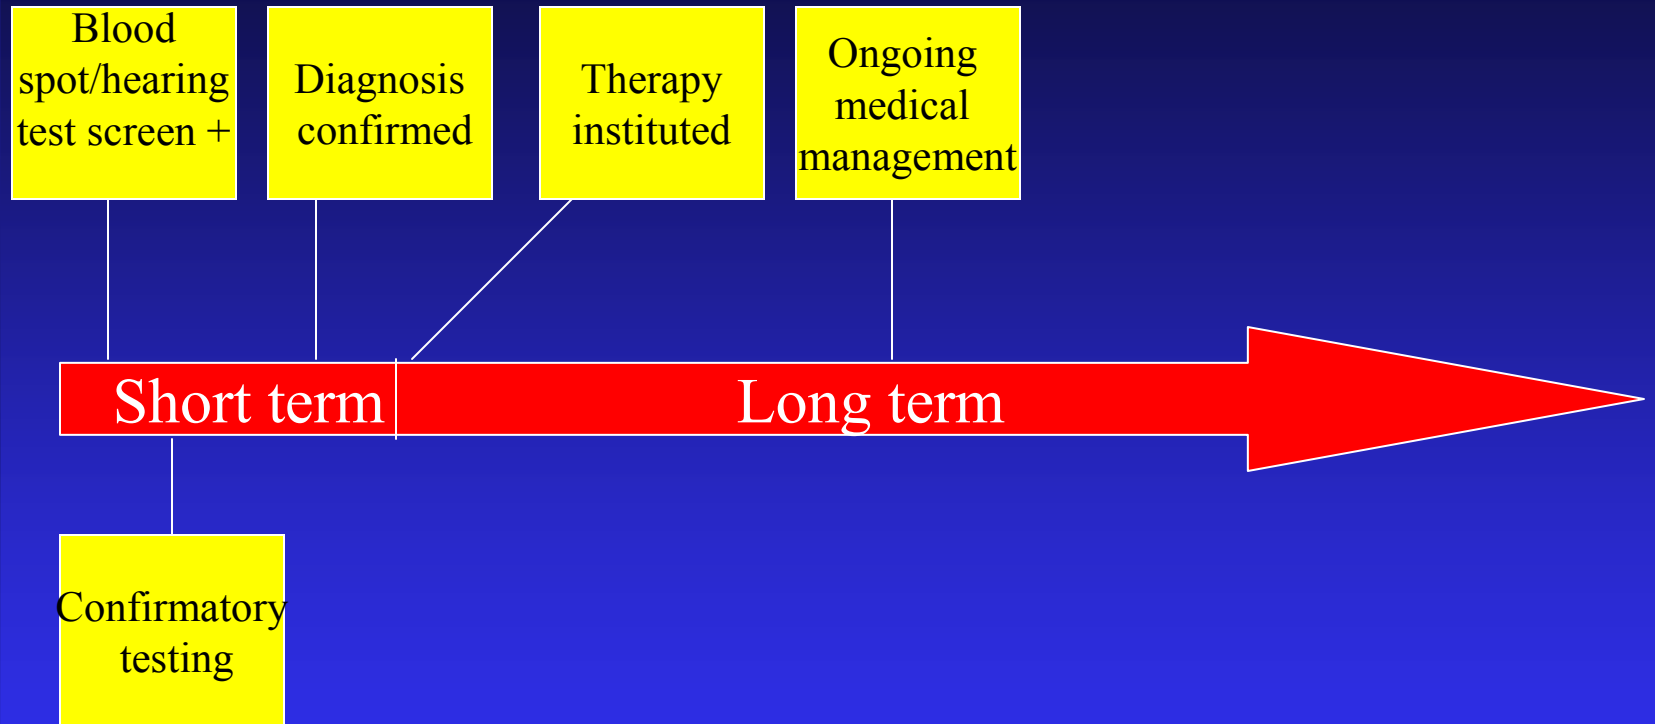 Blood
spot/hearing
test screen +
Diagnosis
confirmed
Therapy
instituted
Ongoing
medical
management
Short term
Long term
Confirmatory
testing